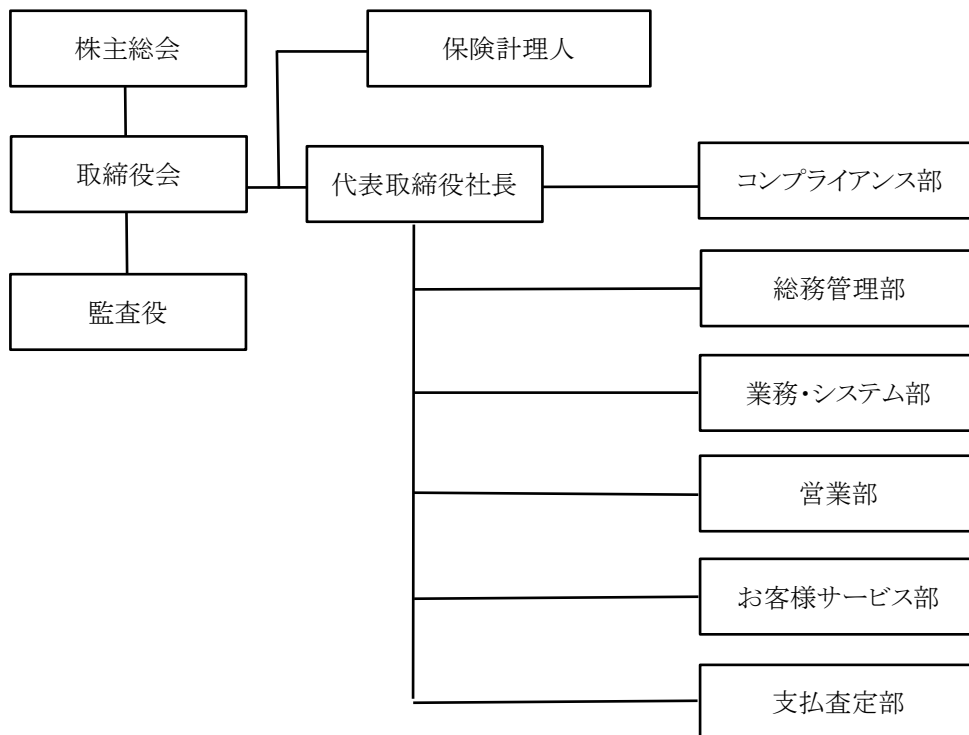 株主総会
保険計理人
取締役会
代表取締役社長
コンプライアンス部
監査役
総務管理部
業務・システム部
営業部
お客様サービス部
支払査定部